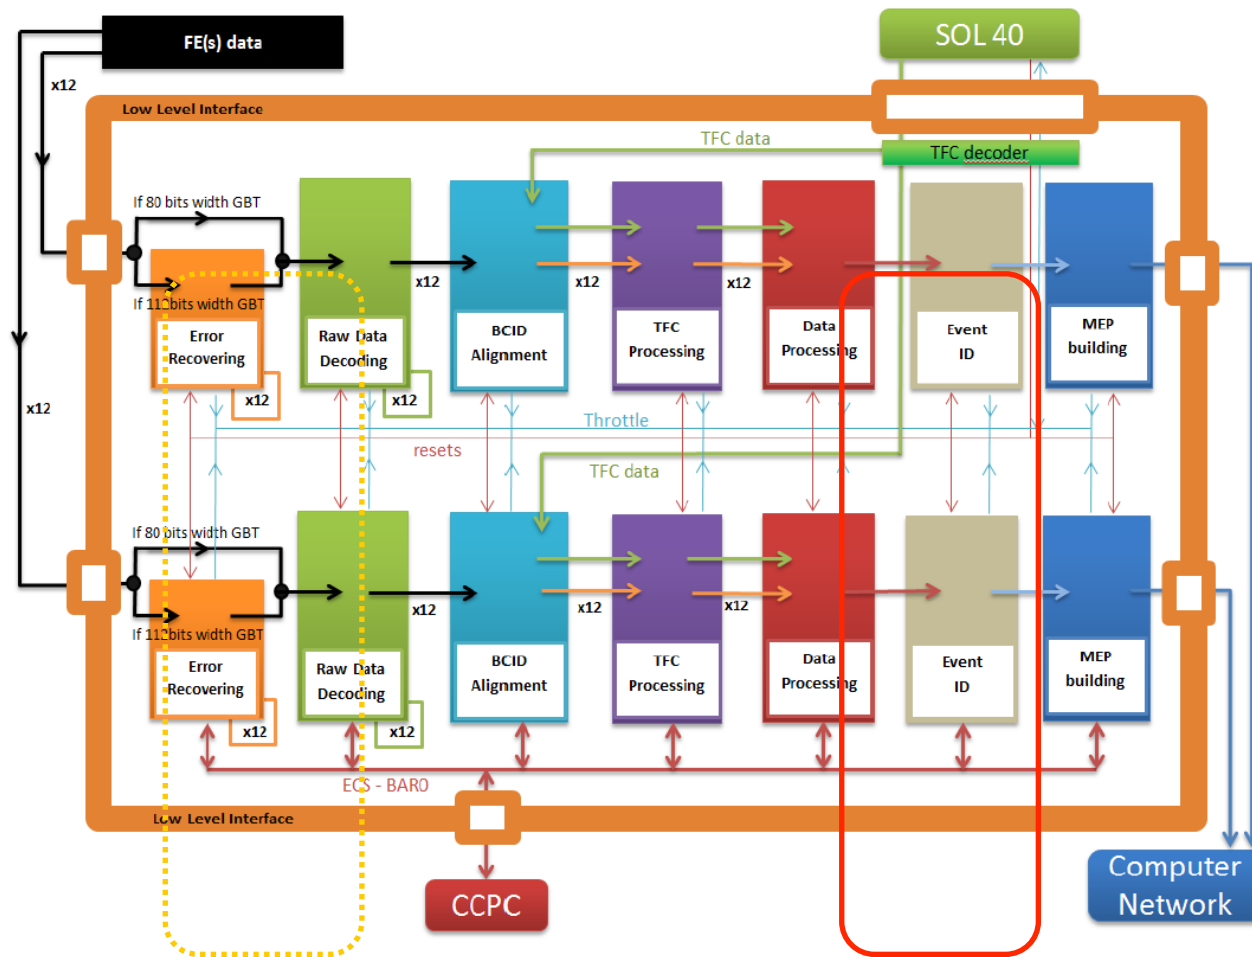 FE(s) data
SOL 40
x12
Low Level Interface
TFC data
TFC decoder
If 80 bits width GBT
x12
x12
x12
If 112bits width GBT
Error
Recovering
Raw Data
Decoding
BCID
Alignment
TFC
Processing
Data
Processing
Event
ID
MEP
building
x12
x12
x12
Throttle
resets
TFC data
If 80 bits width GBT
x12
x12
x12
If 112bits width GBT
Error
Recovering
Raw Data
Decoding
BCID
Alignment
TFC
Processing
Data
Processing
Event
ID
MEP
building
x12
x12
ECS - BAR0
Low Level Interface
CCPC
Computer
Network